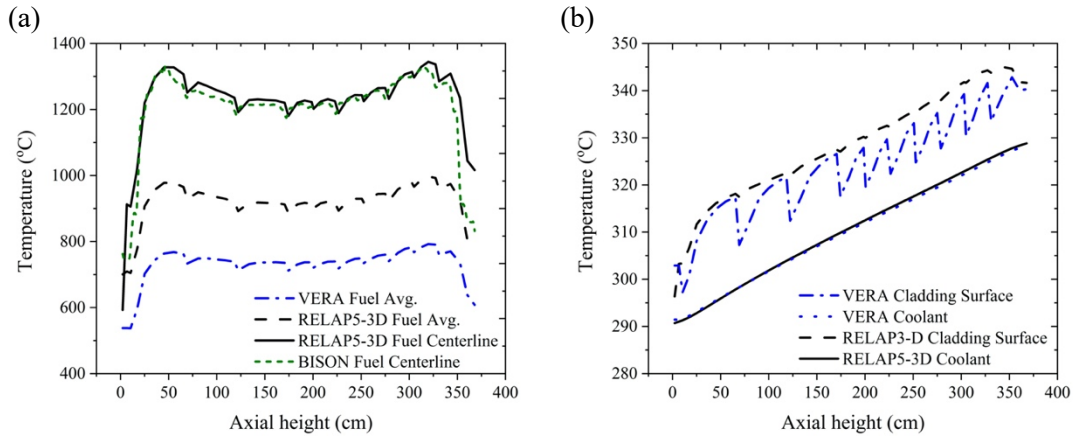 (a)
Temperature (°C)
1400
1200
1000
800
600
400
VERA Fuel Avg.
RELAP5-3D Fuel Avg.
RELAP5-3D Fuel Centerline
BISON Fuel Centerline
0 50 100 150 200 250 300 350 400
Axial height (cm)
(b)
Temperature (°C)
350
340
330
320
310
300
290
280
VERA Cladding Surface
VERA Coolant
RELAP3-D Cladding Surface
RELAP5-3D Coolant
0 50 100 150 200 250 300 350 400
Axial height (cm)